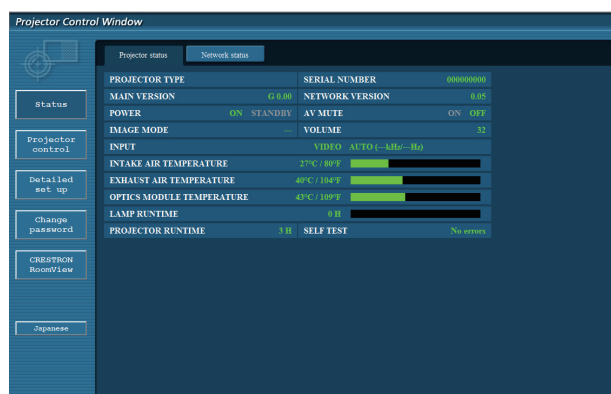 Projector Control Window
Projector status Network status
Status
Projector control
Detailed set up
Change password
CRESTRON RoomView
Japanese
PROJECTOR TYPE SERIAL NUMBER 000000000
MAIN VERSION G 0.00 NETWORK VERSION 0.05
POWER ON STANDBY AV MUTE ON OFF
IMAGE MODE --- VOLUME 32
INPUT VIDEO AUTO (---kHz/---Hz)
INTAKE AIR TEMPERATURE 27°C / 80°F
EXHAUST AIR TEMPERATURE 40°C / 104°F
OPTICS MODULE TEMPERATURE 43°C / 109°F
LAMP RUNTIME 0 H
PROJECTOR RUNTIME 3 H SELF TEST No errors